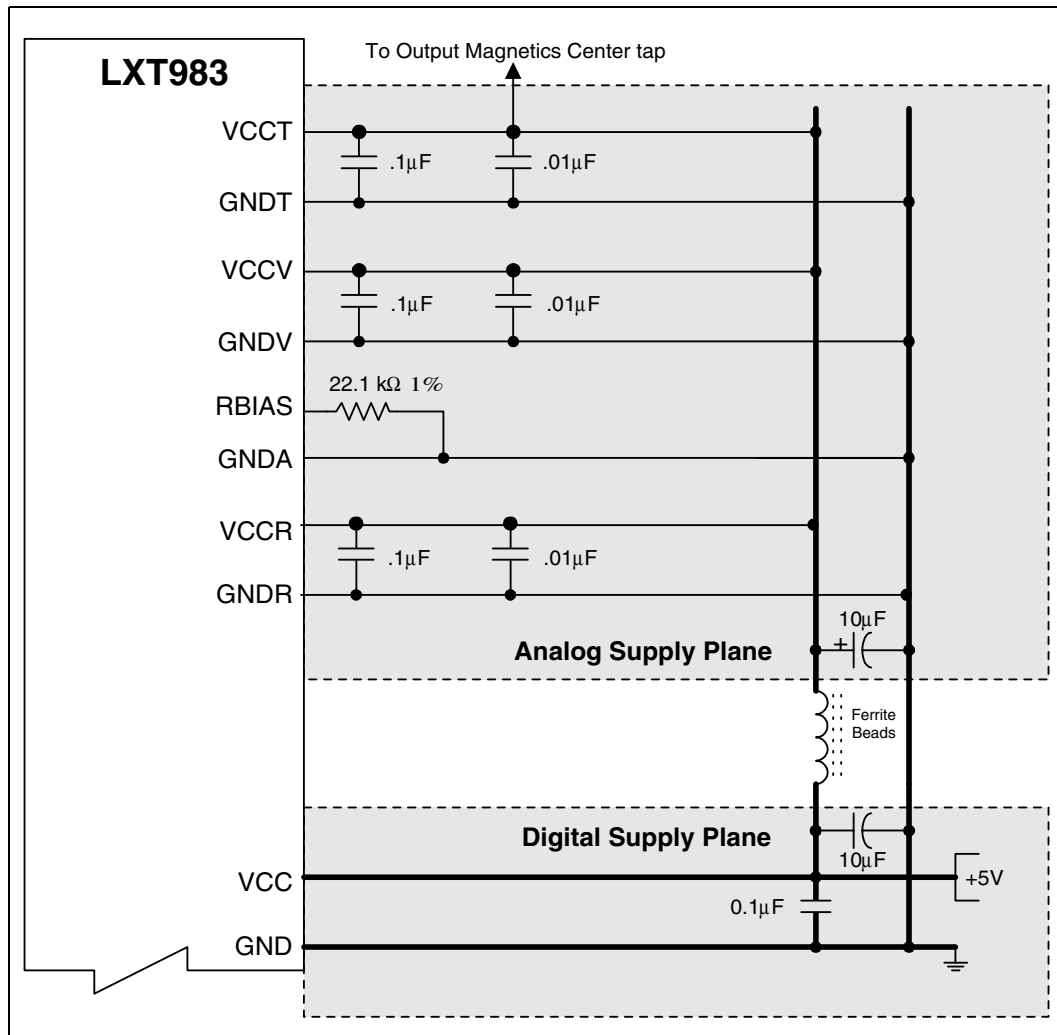 To Output Magnetics Center tap
LXT983
VCCT
.1μF
.01μF
GNDT
VCCV
.1μF
.01μF
GNDV
22.1 kΩ 1%
RBIAS
GNDA
VCCR
.1μF
.01μF
GNDR
10μF
+
Analog Supply Plane
Ferrite
Beads
Digital Supply Plane
10μF
VCC
+5V
0.1μF
GND